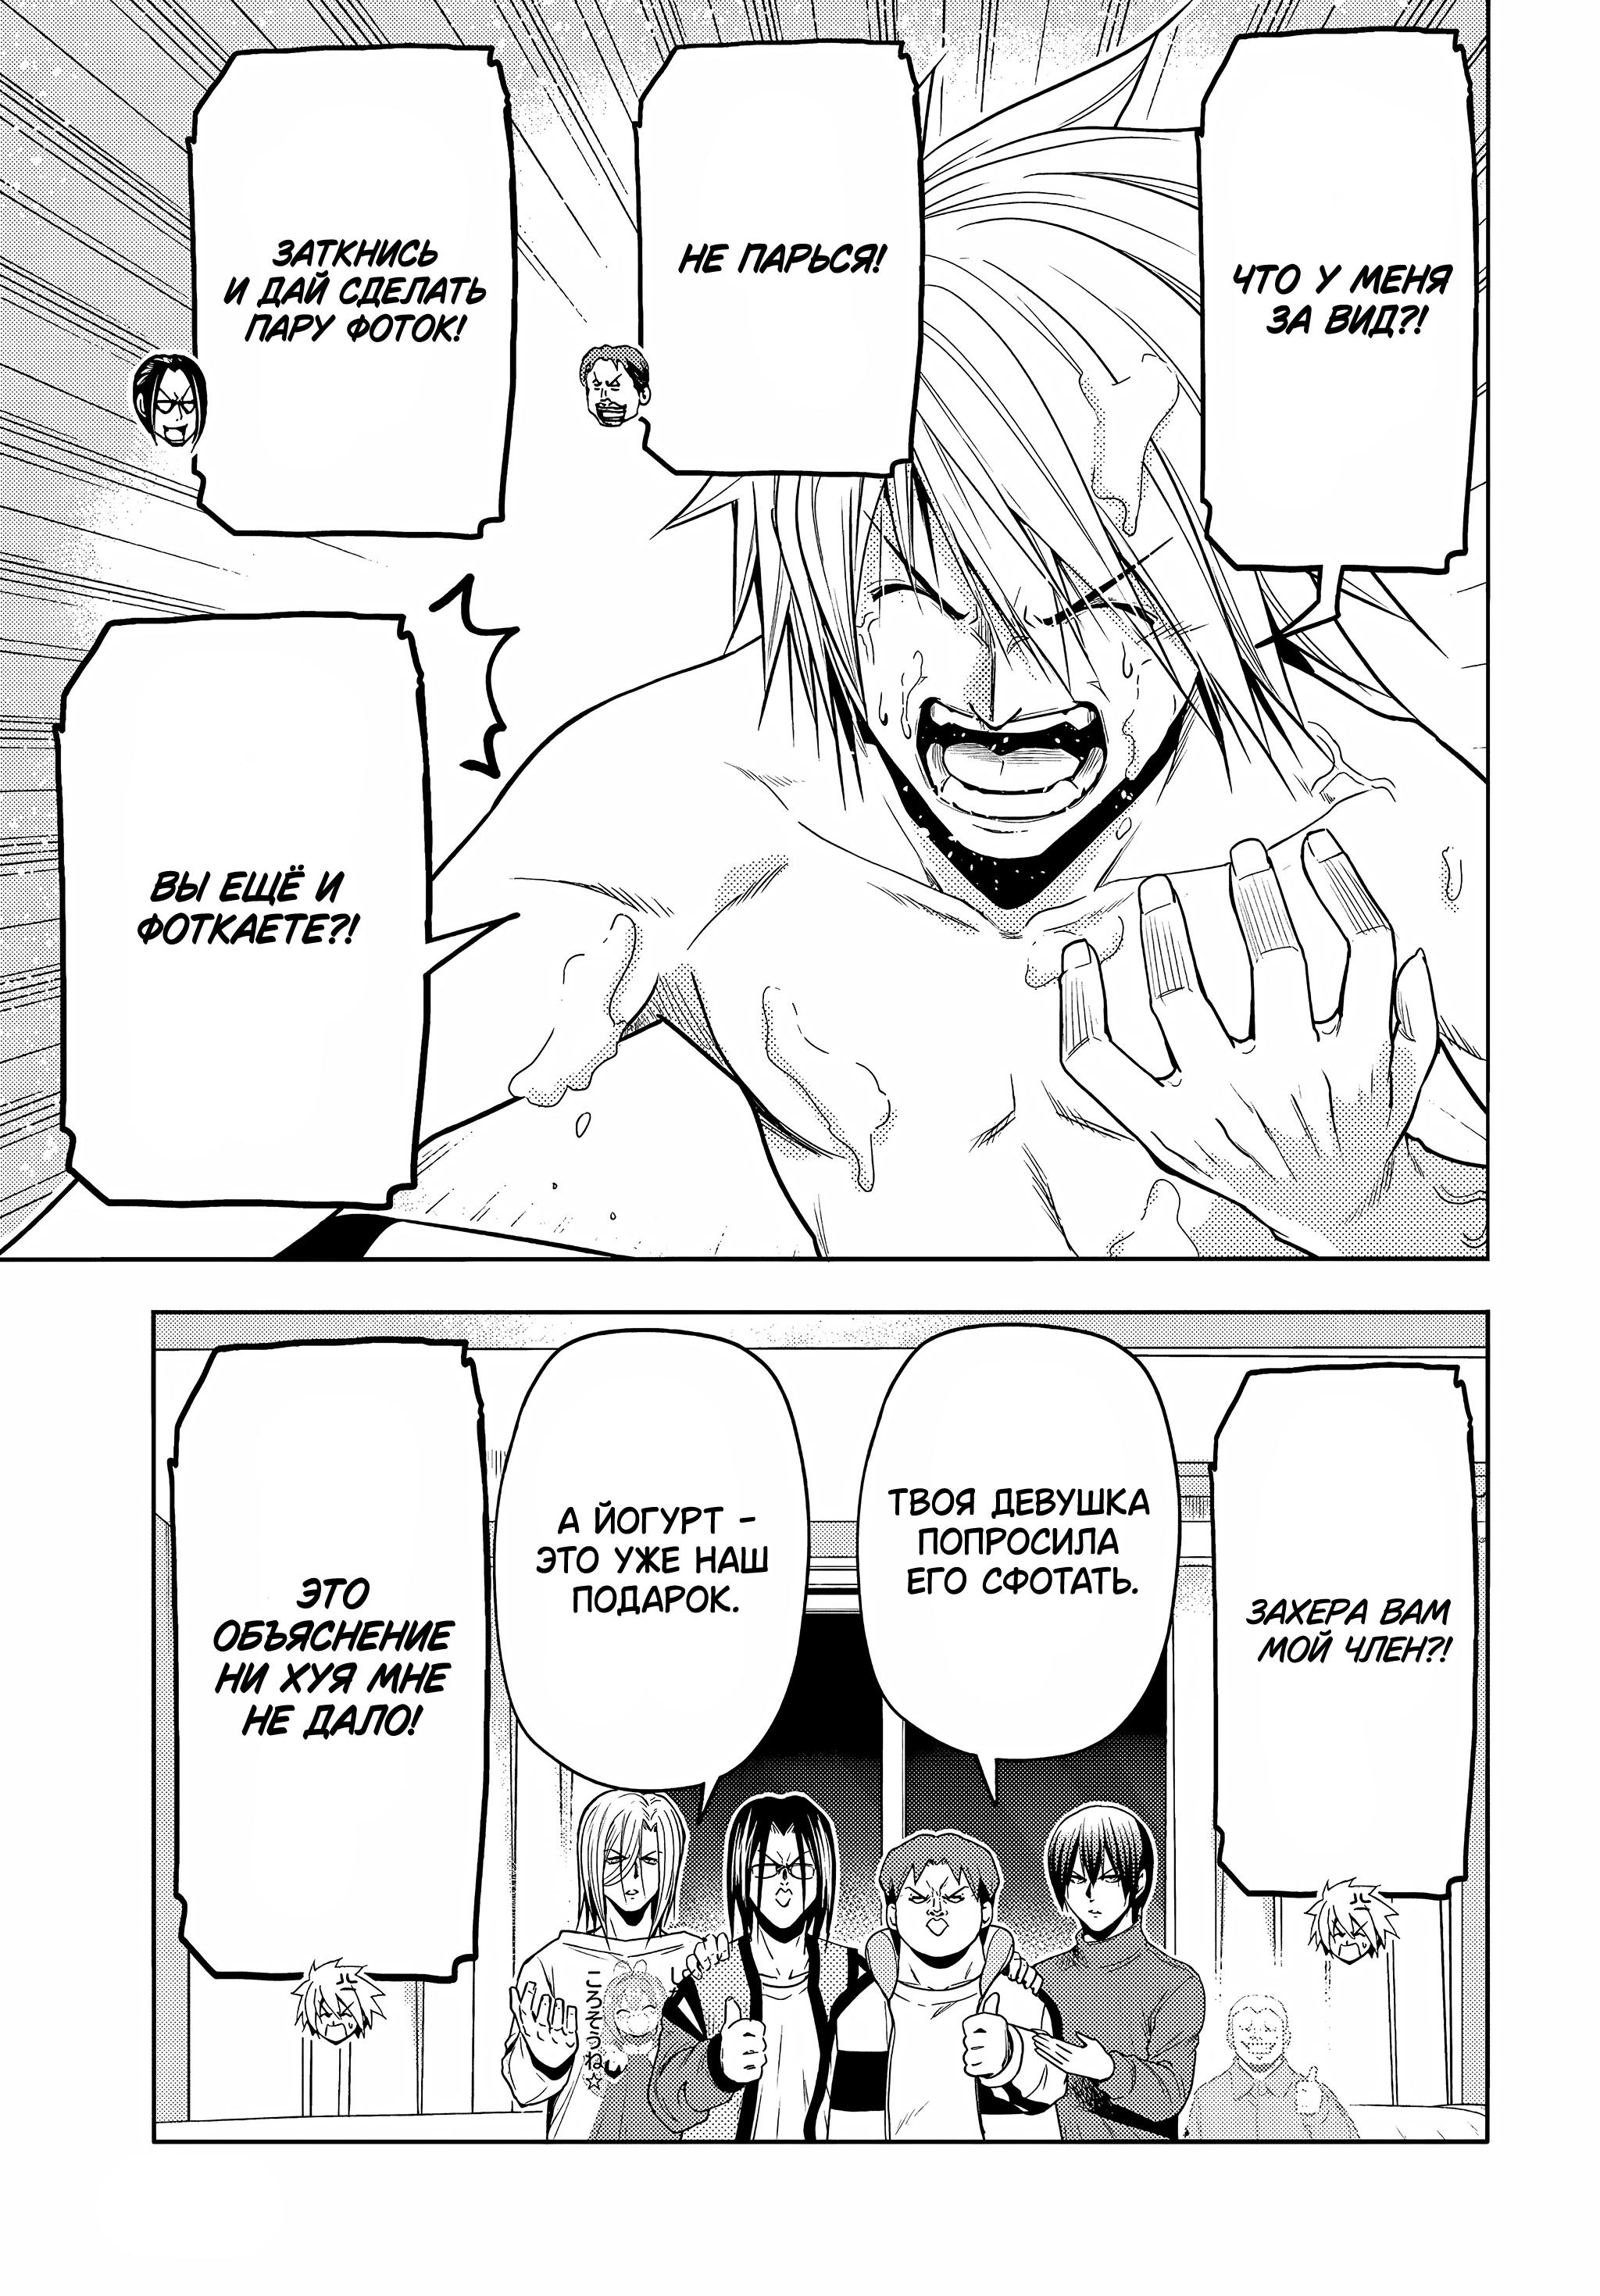 ЧТО У МЕНЯ
ЗА ВИД?!
НЕ ПАРЬСЯ!
ЗАТКНИСЬ
И ДАЙ СДЕЛАТЬ
ПАРУ ФОТОК!
ВЫ ЕЩЁ И
ФОТКАЕТЕ?!
ЗАХЕРА ВАМ
МОЙ ЧЛЕН?!
ТВОЯ ДЕВУШКА
ПОПРОСИЛА
ЕГО СФОТАТЬ.
А ЙОГУРТ -
ЭТО УЖЕ НАШ
ПОДАРОК.
ЭТО
ОБЪЯСНЕНИЕ
НИ ХУЯ МНЕ
НЕ ДАЛО!